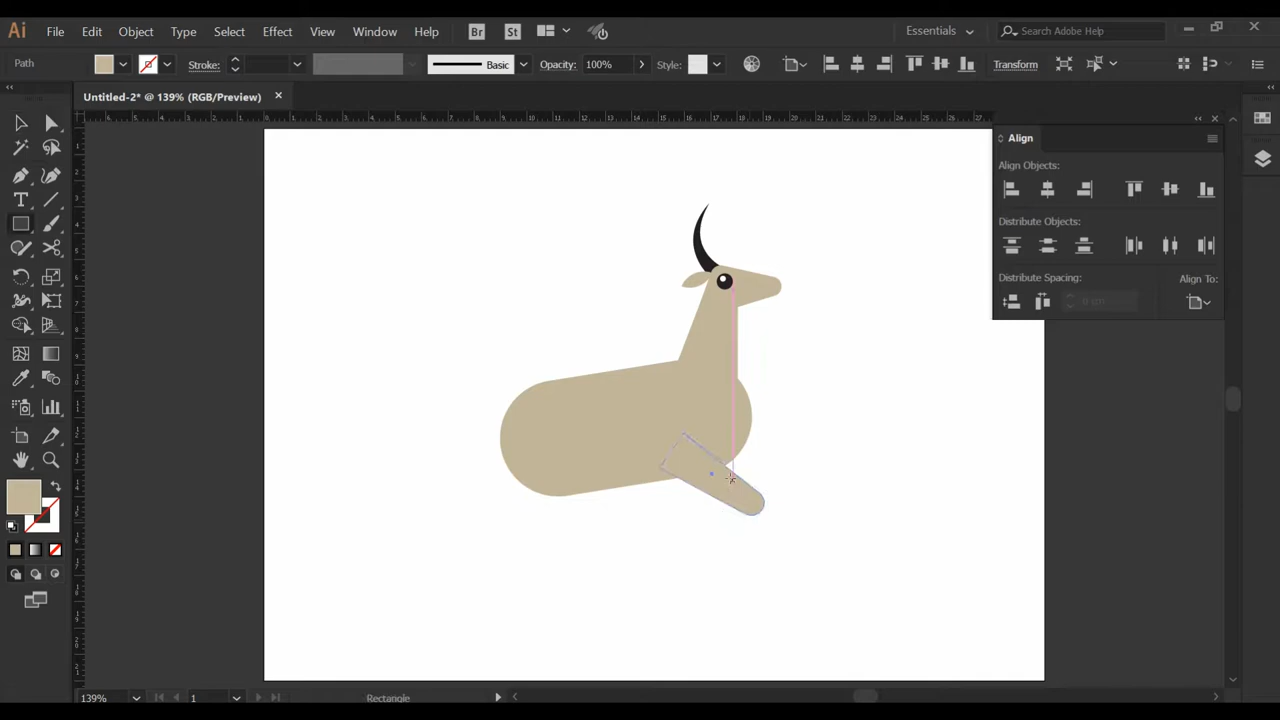 Ai File Edit Object Type Select Effect View Window Help Br St Essentials Search Adobe Help
Path Stroke: Basic Opacity: 100% Style: Transform
Untitled-2* @ 139% (RGB/Preview)
Align
Align Objects:
Distribute Objects:
Distribute Spacing: Align To:
0 cm
139% 1 Rectangle